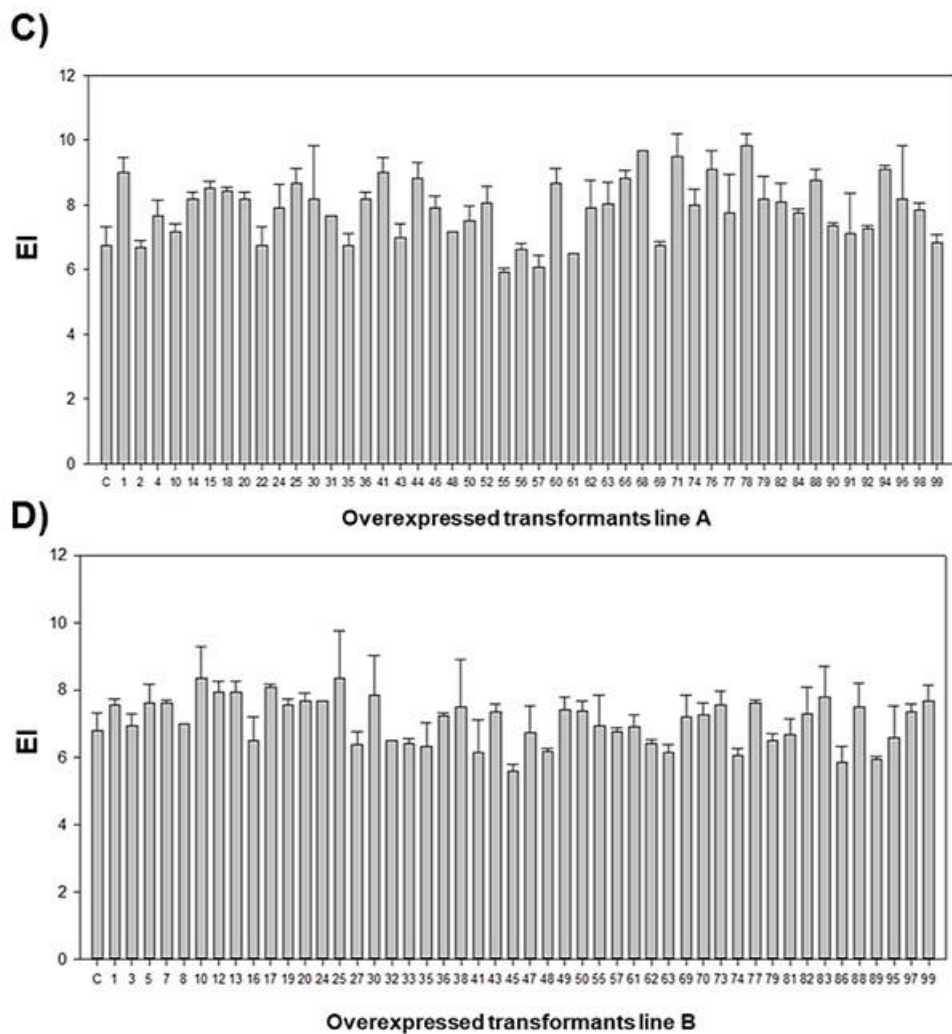 C)
12
10
8
6
4
2
0
EI
C 1 2 4 10 14 15 18 20 22 24 25 30 31 35 36 41 43 44 46 48 50 52 55 56 57 60 61 62 63 66 68 69 71 74 76 77 78 79 82 84 88 90 91 92 94 96 98 99
Overexpressed transformants line A
D)
12
10
8
6
4
2
0
EI
C 1 3 5 7 8 10 12 13 16 17 19 20 24 25 27 30 32 33 35 36 38 41 43 45 47 48 49 50 55 57 61 62 63 69 70 73 74 77 79 81 82 83 86 88 89 95 97 99
Overexpressed transformants line B